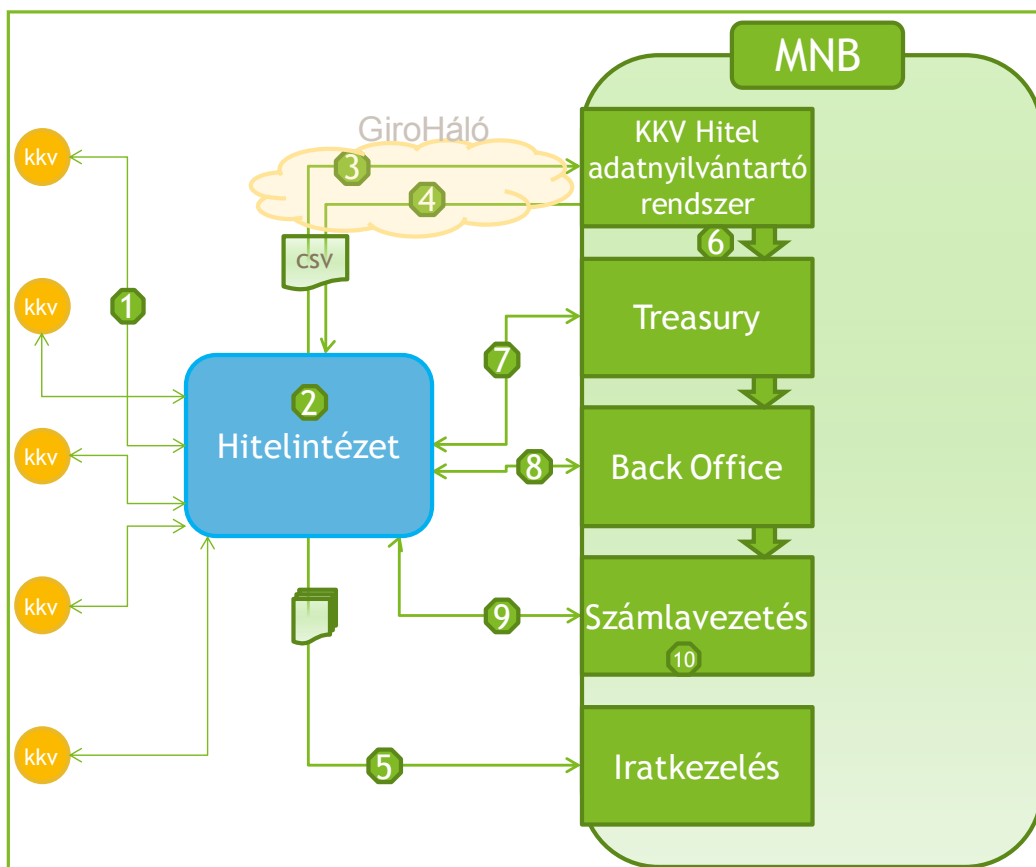 MNB
GiroHáló
KKV Hitel
adatnyilvántartó
rendszer
kkv
3
4
6
CSV
kkv
1
Treasury
7
2
Hitelintézet
kkv
8
Back Office
kkv
9
Számlavezetés
10
kkv
5
Iratkezelés